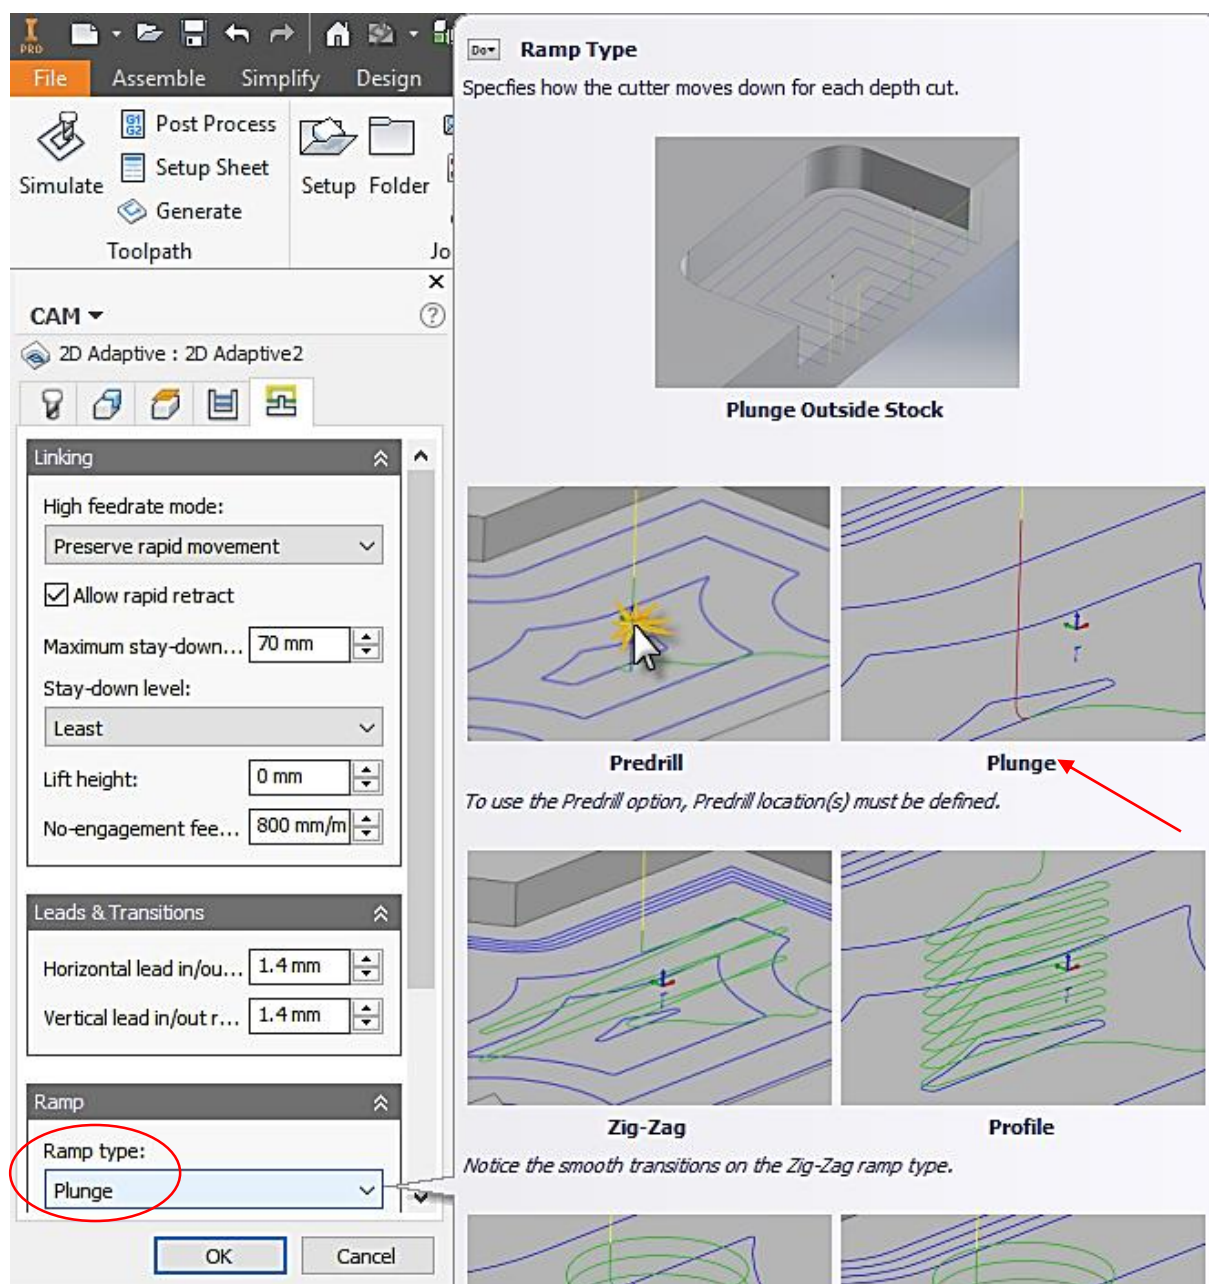 I
PRO
File Assemble Simplify Design
Simulate
G1
G2
Post Process
Setup Sheet
Generate
Setup Folder
Toolpath
Jo
CAM
2D Adaptive : 2D Adaptive2
Linking
High feedrate mode:
Preserve rapid movement
Allow rapid retract
Maximum stay-down... 70 mm
Stay-down level:
Least
Lift height: 0 mm
No-engagement fee... 800 mm/m
Leads & Transitions
Horizontal lead in/ou... 1.4 mm
Vertical lead in/out r... 1.4 mm
Ramp
Ramp type:
Plunge
OK Cancel
Do Ramp Type
Specfies how the cutter moves down for each depth cut.
Plunge Outside Stock
Predrill Plunge
To use the Predrill option, Predrill location(s) must be defined.
Zig-Zag Profile
Notice the smooth transitions on the Zig-Zag ramp type.